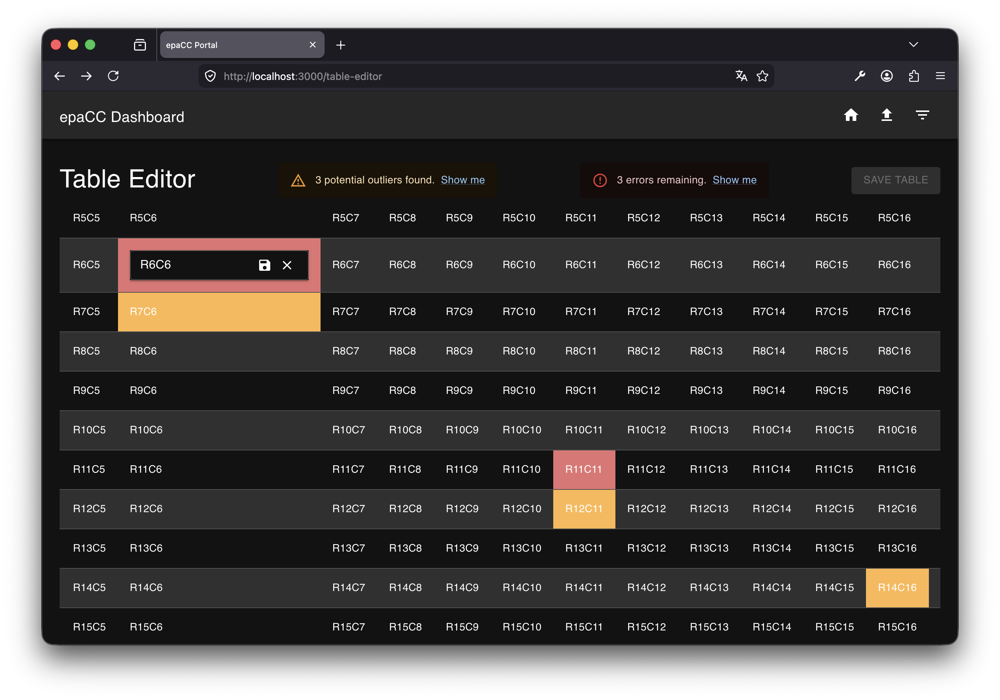 epaCC Portal
http://localhost:3000/table-editor
epaCC Dashboard
Table Editor
3 potential outliers found. Show me
3 errors remaining. Show me
SAVE TABLE
R5C5 R5C6 R5C7 R5C8 R5C9 R5C10 R5C11 R5C12 R5C13 R5C14 R5C15 R5C16
R6C5 R6C6 R6C7 R6C8 R6C9 R6C10 R6C11 R6C12 R6C13 R6C14 R6C15 R6C16
R7C5 R7C6 R7C7 R7C8 R7C9 R7C10 R7C11 R7C12 R7C13 R7C14 R7C15 R7C16
R8C5 R8C6 R8C7 R8C8 R8C9 R8C10 R8C11 R8C12 R8C13 R8C14 R8C15 R8C16
R9C5 R9C6 R9C7 R9C8 R9C9 R9C10 R9C11 R9C12 R9C13 R9C14 R9C15 R9C16
R10C5 R10C6 R10C7 R10C8 R10C9 R10C10 R10C11 R10C12 R10C13 R10C14 R10C15 R10C16
R11C5 R11C6 R11C7 R11C8 R11C9 R11C10 R11C11 R11C12 R11C13 R11C14 R11C15 R11C16
R12C5 R12C6 R12C7 R12C8 R12C9 R12C10 R12C11 R12C12 R12C13 R12C14 R12C15 R12C16
R13C5 R13C6 R13C7 R13C8 R13C9 R13C10 R13C11 R13C12 R13C13 R13C14 R13C15 R13C16
R14C5 R14C6 R14C7 R14C8 R14C9 R14C10 R14C11 R14C12 R14C13 R14C14 R14C15 R14C16
R15C5 R15C6 R15C7 R15C8 R15C9 R15C10 R15C11 R15C12 R15C13 R15C14 R15C15 R15C16